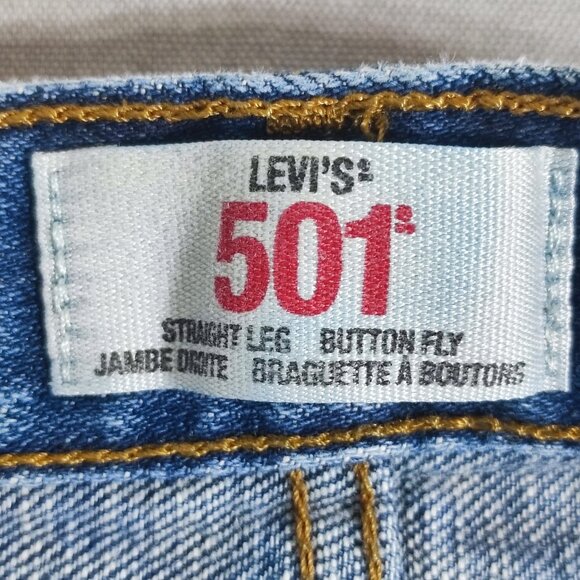 LEVI'S®
501®
STRAIGHT LEG BUTTON FLY
JAMBE DROITE BRAGUETTE À BOUTONS